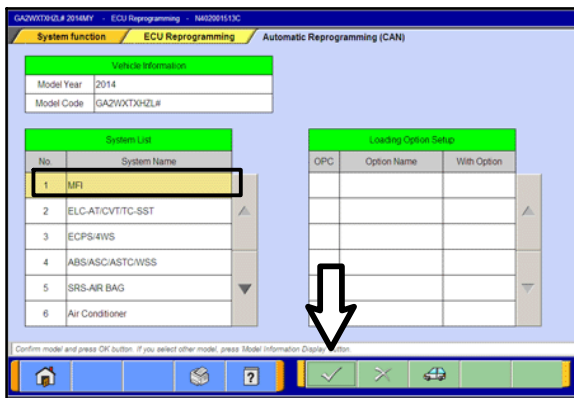 GA2WXTXHZL# 2014MY - ECU Reprogramming - N402001513C
System function ECU Reprogramming Automatic Reprogramming (CAN)
Vehicle Information
Model Year 2014
Model Code GA2WXTXHZL#
System List
No. System Name
1 MFI
2 ELC-AT/CVT/TC-SST
3 ECPS/4WS
4 ABS/ASC/ASTC/WSS
5 SRS-AIR BAG
6 Air Conditioner
Loading Option Setup
OPC Option Name With Option
Confirm model and press OK button. If you select other model, press Model Information Display button.
?